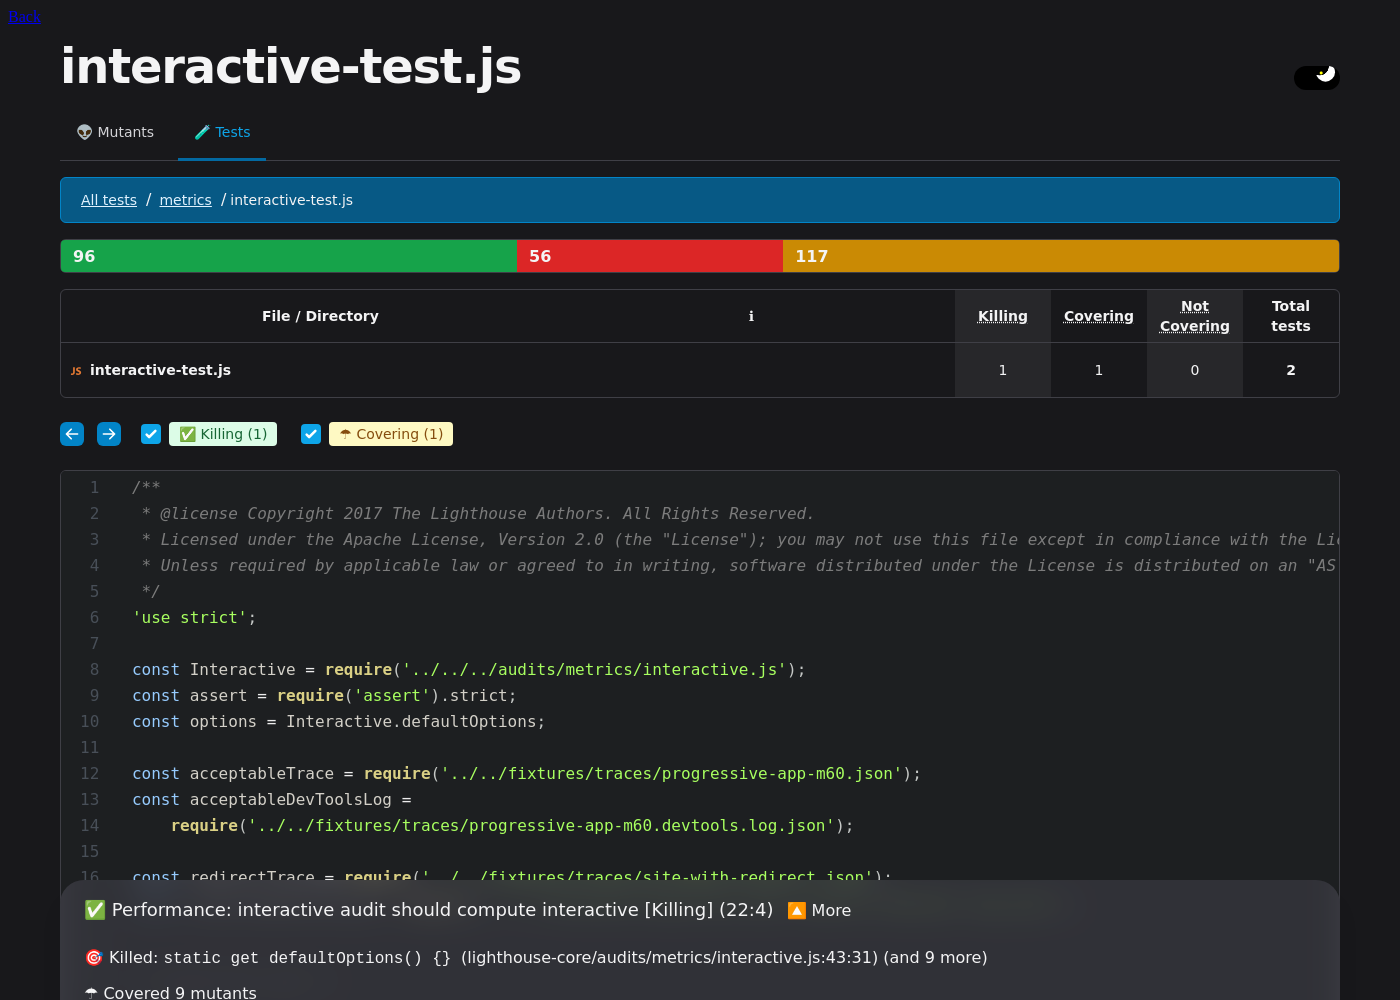 Back
interactive-test.js
👽 Mutants
🧪 Tests
All tests / metrics / interactive-test.js
96 56 117
File / Directory ℹ Killing Covering Not Covering Total tests
JS interactive-test.js 1 1 0 2
✅ Killing (1) ☂ Covering (1)
1 /**
2 * @license Copyright 2017 The Lighthouse Authors. All Rights Reserved.
3 * Licensed under the Apache License, Version 2.0 (the "License"); you may not use this file except in compliance with the Lic
4 * Unless required by applicable law or agreed to in writing, software distributed under the License is distributed on an "AS
5 */
6 'use strict';
7
8 const Interactive = require('../../../audits/metrics/interactive.js');
9 const assert = require('assert').strict;
10 const options = Interactive.defaultOptions;
11
12 const acceptableTrace = require('../../fixtures/traces/progressive-app-m60.json');
13 const acceptableDevToolsLog =
14 require('../../fixtures/traces/progressive-app-m60.devtools.log.json');
15
16 const redirectTrace = require('../../fixtures/traces/site-with-redirect.json');
✅ Performance: interactive audit should compute interactive [Killing] (22:4) 🔼 More
🎯 Killed: static get defaultOptions() {} (lighthouse-core/audits/metrics/interactive.js:43:31) (and 9 more)
☂ Covered 9 mutants